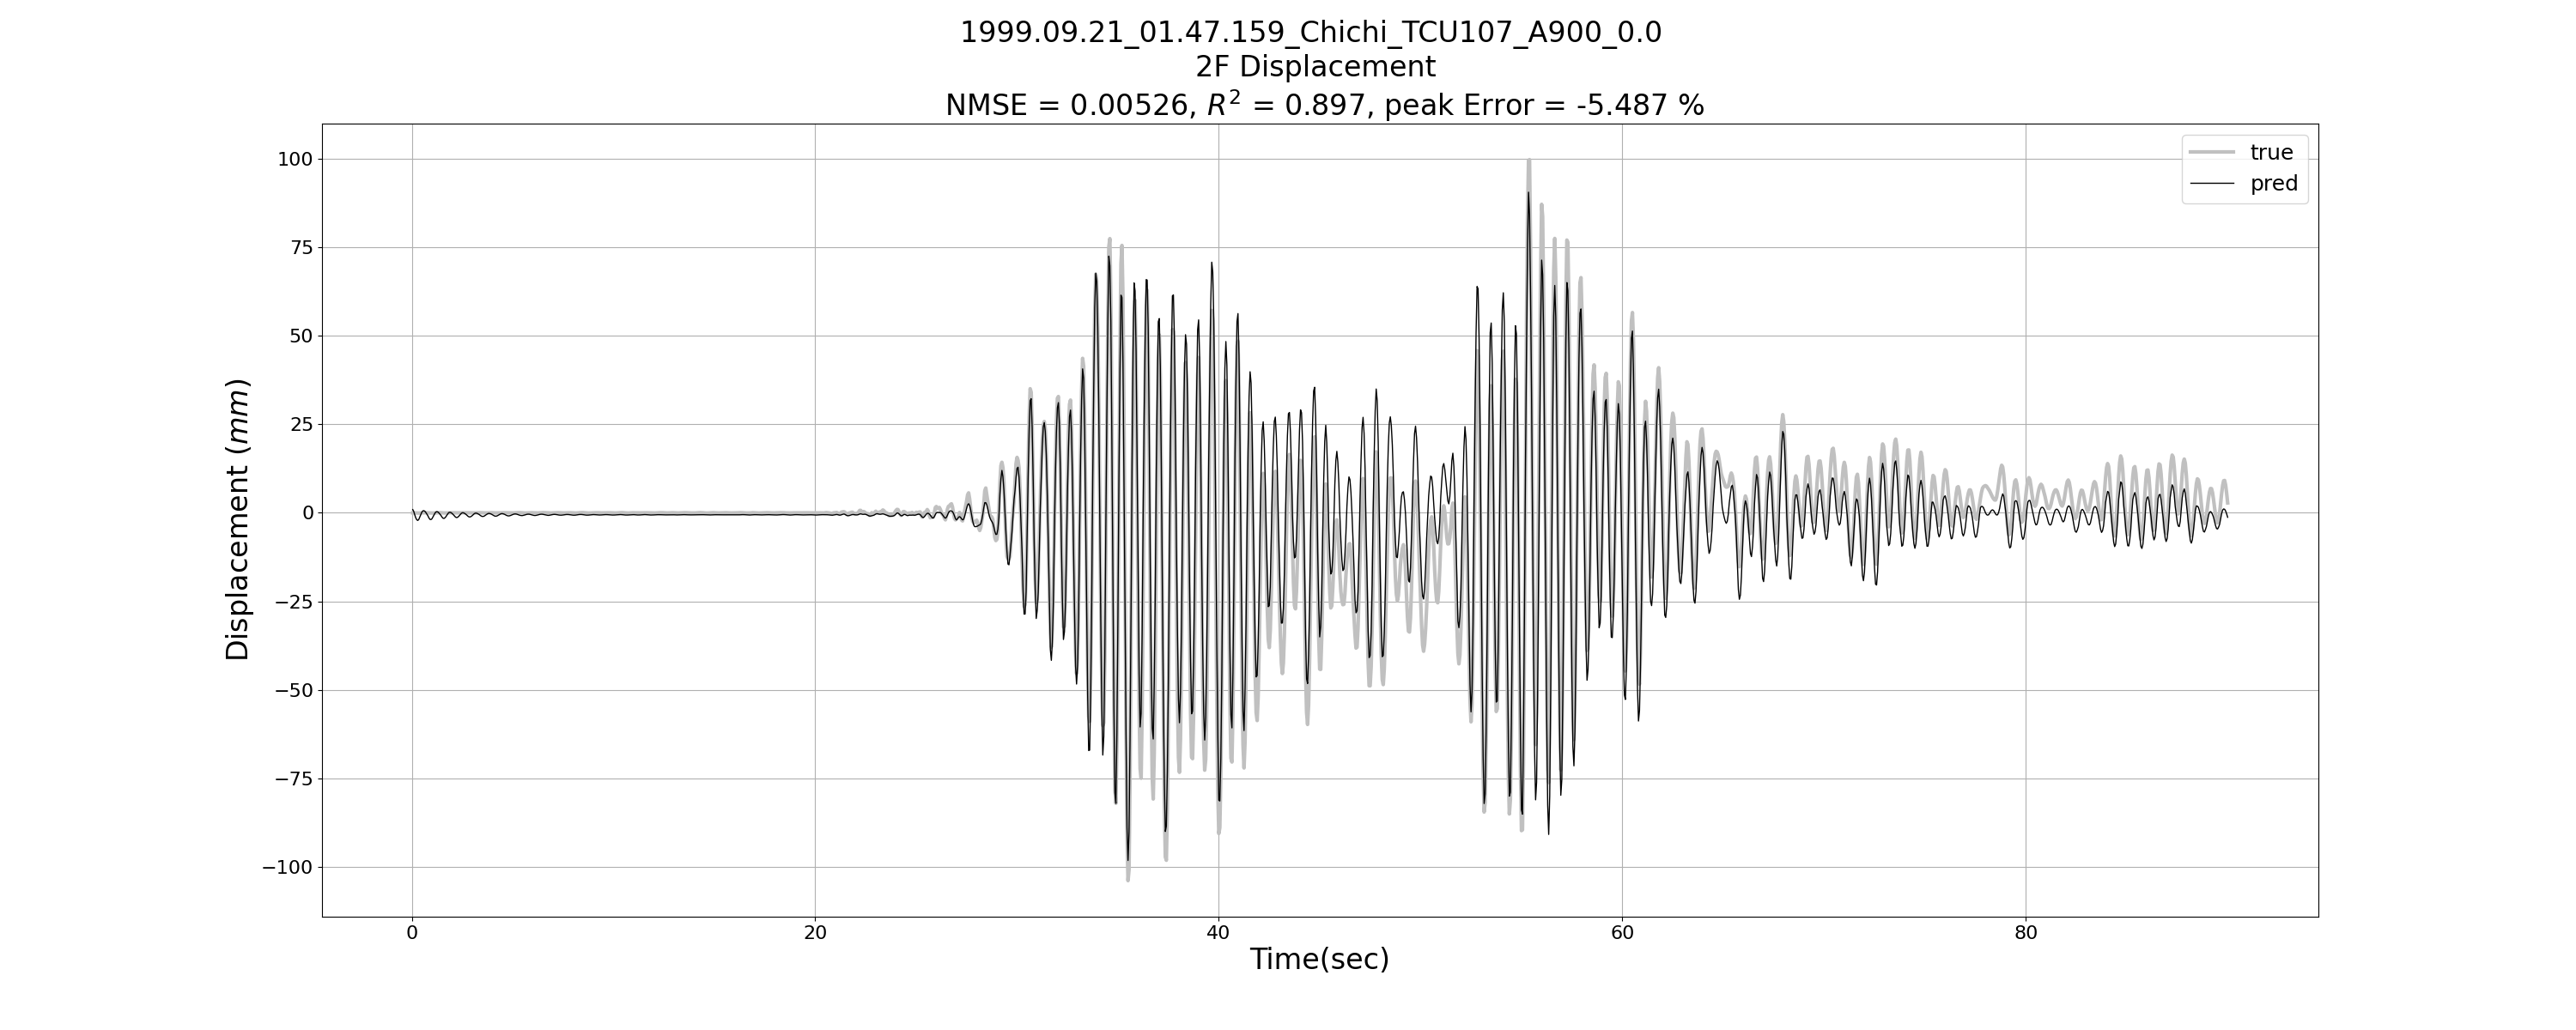 1999.09.21_01.47.159_Chichi_TCU107_A900_0.0
2F Displacement
NMSE = 0.00526, R² = 0.897, peak Error = -5.487 %
true
pred
Displacement (mm)
100
75
50
25
0
−25
−50
−75
−100
0 20 40 60 80
Time(sec)